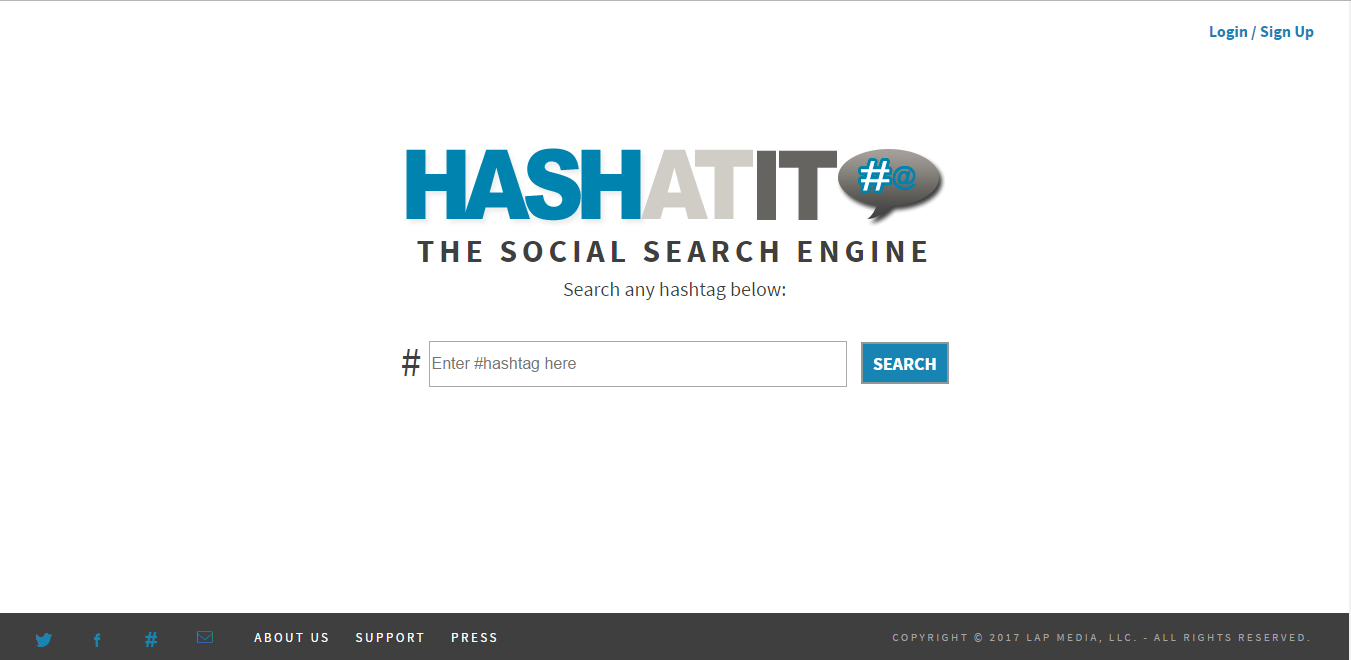 Login / Sign Up
HASHATIT #@
THE SOCIAL SEARCH ENGINE
Search any hashtag below:
# Enter #hashtag here SEARCH
# ABOUT US SUPPORT PRESS COPYRIGHT © 2017 LAP MEDIA, LLC. - ALL RIGHTS RESERVED.